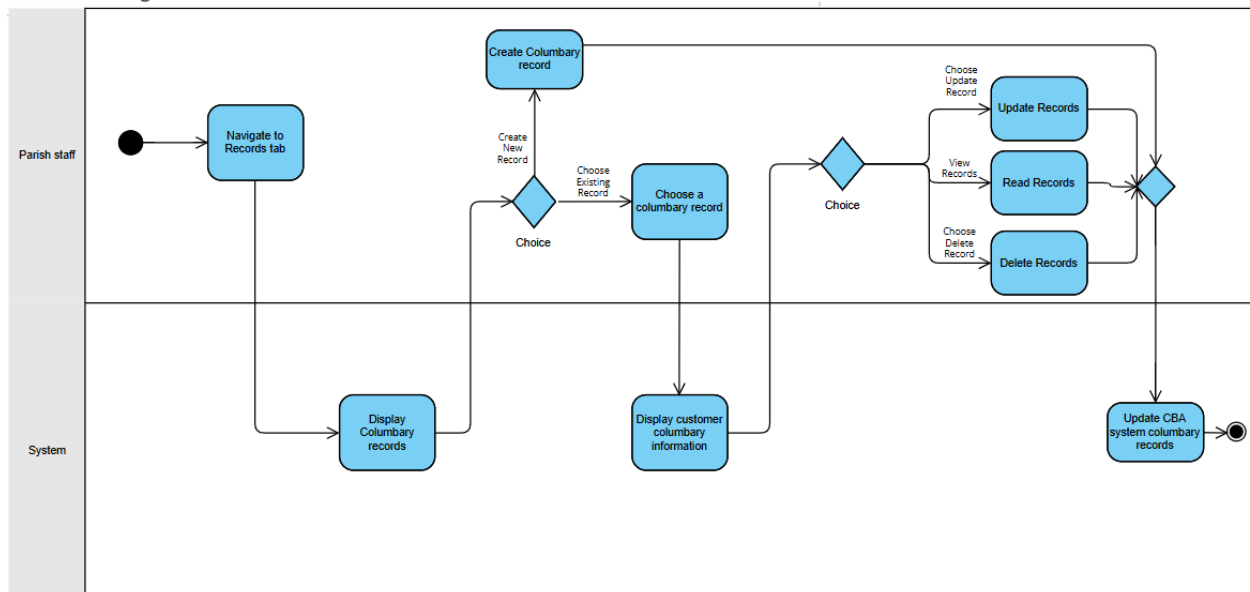 Parish staff
Navigate to
Records tab
Create Columbary
record
Create
New
Record
Choice
Choose
Existing
Record
Choose a
columbary record
Choice
Choose
Update
Record
Update Records
View
Records
Read Records
Choose
Delete
Record
Delete Records
System
Display
Columbary
records
Display customer
columbary
information
Update CBA
system columbary
records